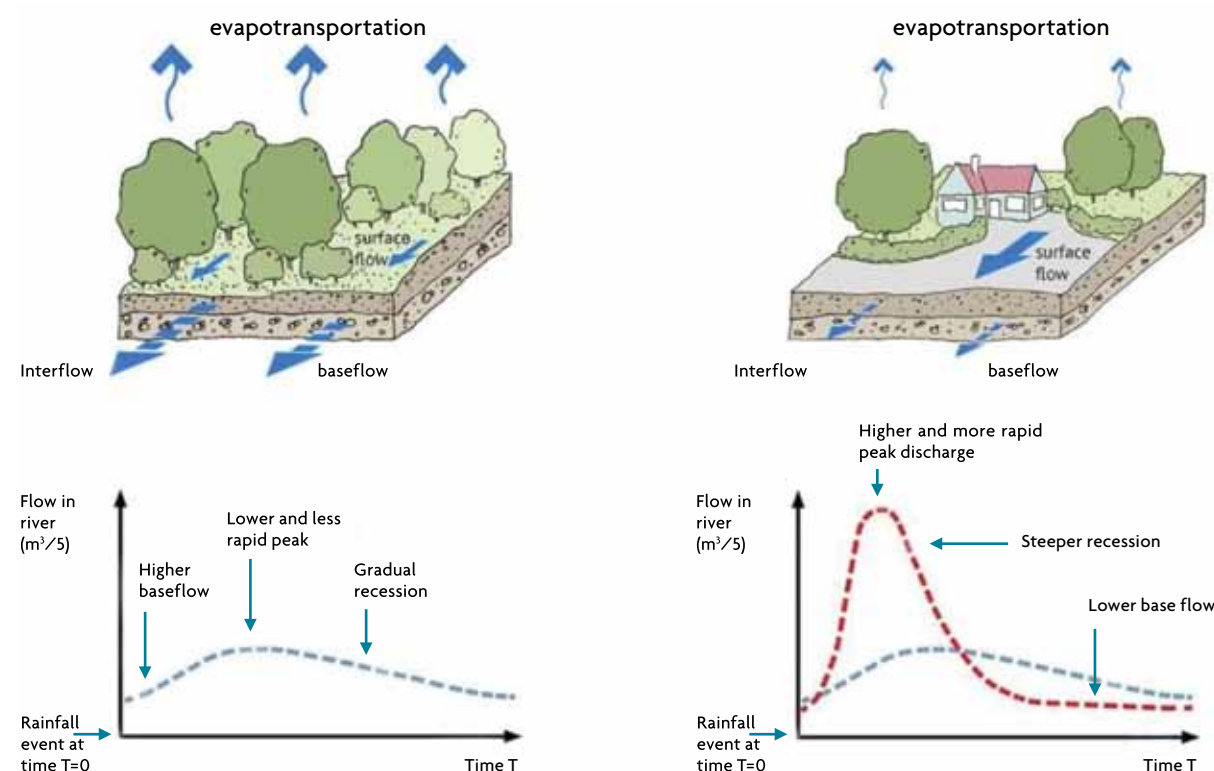 evapotransportation
surface
flow
Interflow
baseflow
evapotransportation
surface
flow
Interflow
baseflow
Flow in
river
(m³/5)
Higher
baseflow
Lower and less
rapid peak
Gradual
recession
Rainfall
event at
time T=0
Time T
Higher and more rapid
peak discharge
Flow in
river
(m³/5)
Steeper recession
Lower base flow
Rainfall
event at
time T=0
Time T